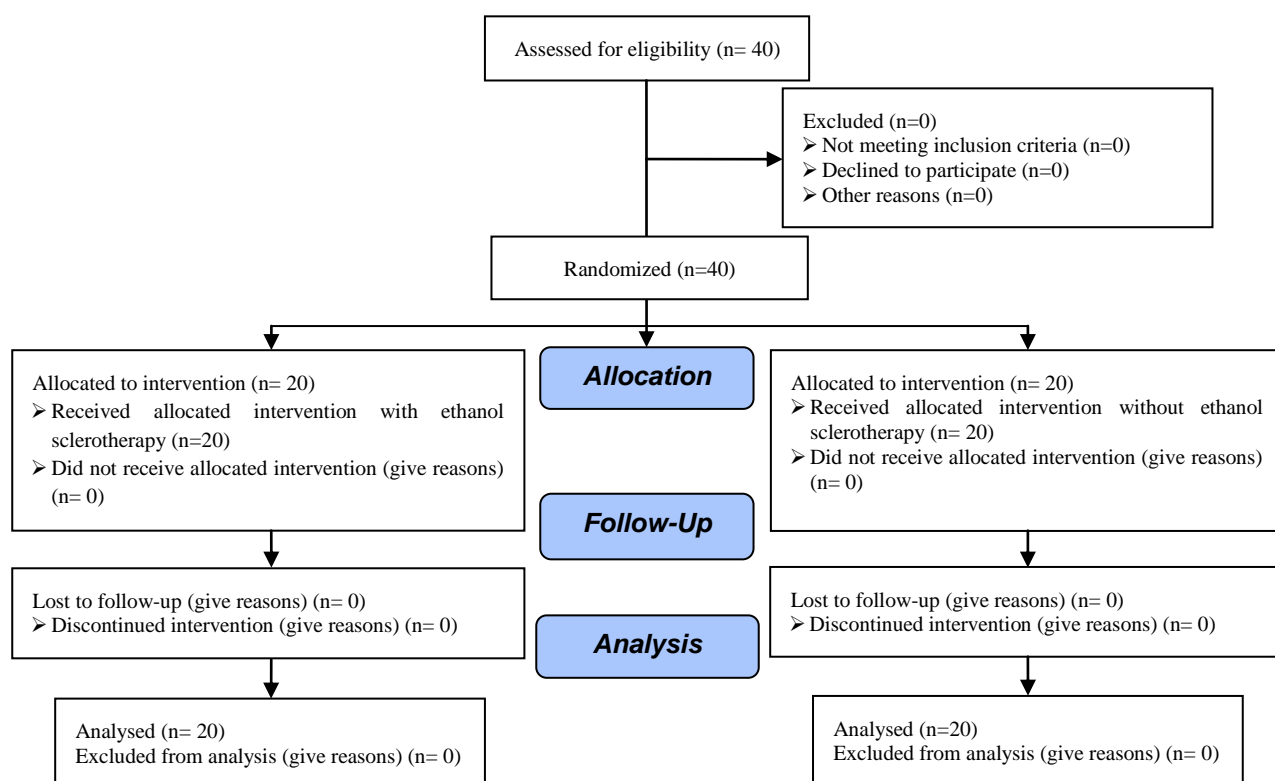 Assessed for eligibility (n= 40)
Excluded (n=0)
➢ Not meeting inclusion criteria (n=0)
➢ Declined to participate (n=0)
➢ Other reasons (n=0)
Randomized (n=40)
Allocation
Allocated to intervention (n= 20)
➢ Received allocated intervention with ethanol
sclerotherapy (n=20)
➢ Did not receive allocated intervention (give reasons)
(n= 0)
Allocated to intervention (n= 20)
➢ Received allocated intervention without ethanol
sclerotherapy (n= 20)
➢ Did not receive allocated intervention (give reasons)
(n= 0)
Follow-Up
Lost to follow-up (give reasons) (n= 0)
➢ Discontinued intervention (give reasons) (n= 0)
Lost to follow-up (give reasons) (n= 0)
➢ Discontinued intervention (give reasons) (n= 0)
Analysis
Analysed (n= 20)
Excluded from analysis (give reasons) (n= 0)
Analysed (n=20)
Excluded from analysis (give reasons) (n= 0)